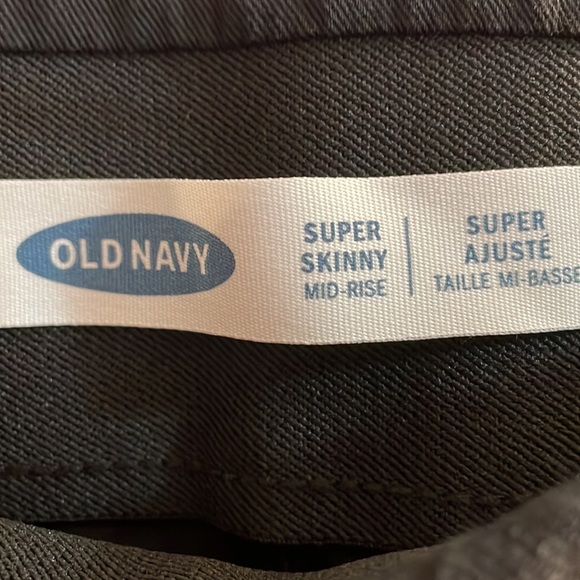 OLD NAVY
SUPER
SKINNY
MID-RISE
SUPER
AJUSTÉ
TAILLE MI-BASSE